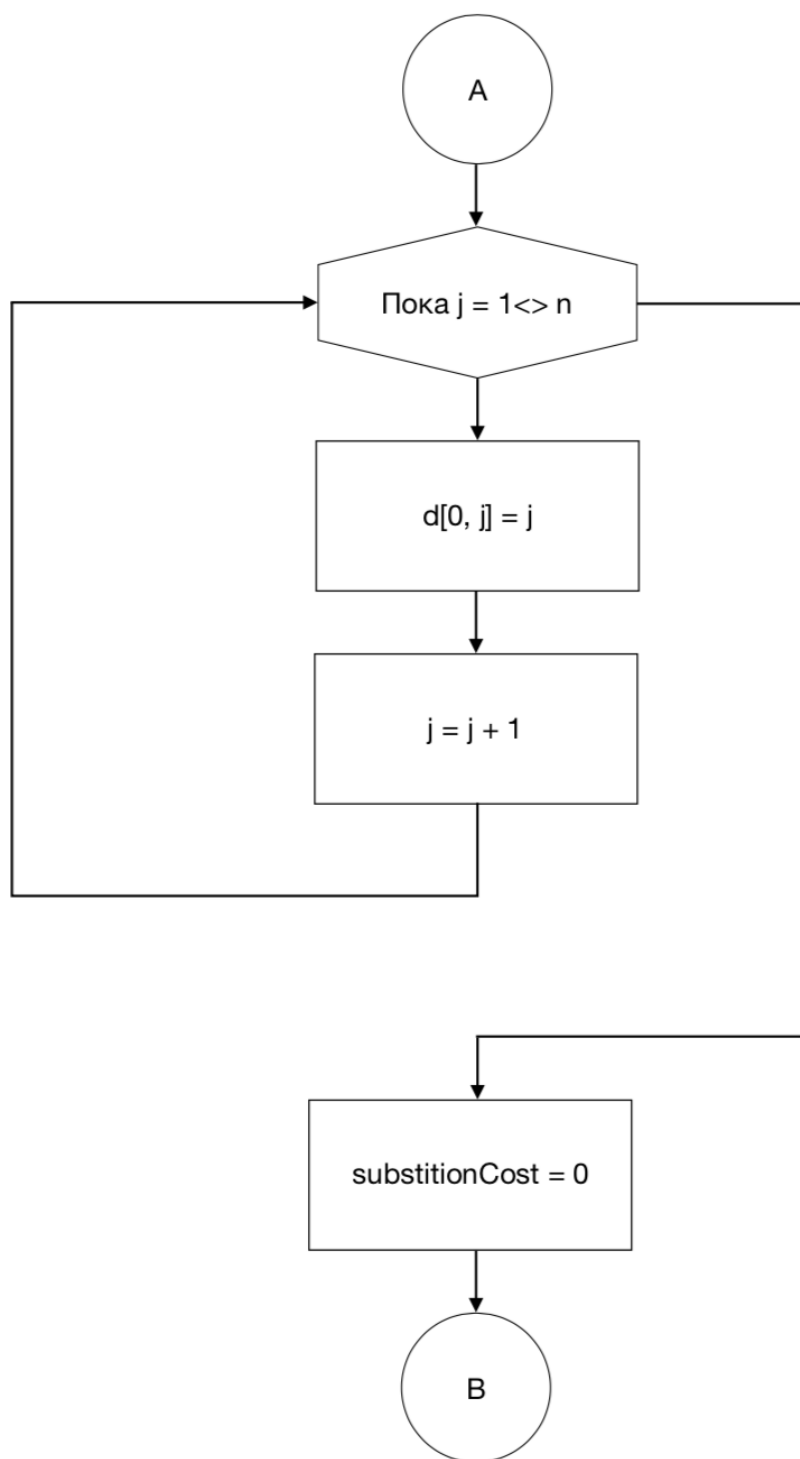 A
Пока j = 1<> n
d[0, j] = j
j = j + 1
substitionCost = 0
B